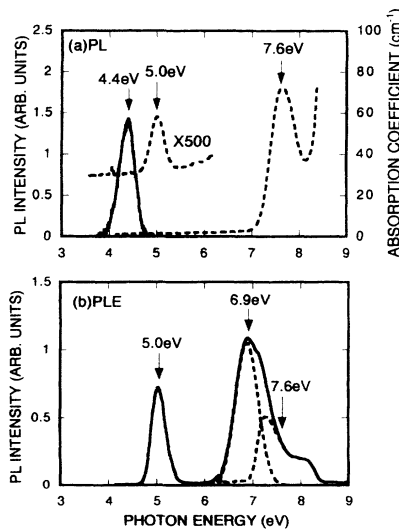 (a)PL
4.4eV
5.0eV
7.6eV
X500
PL INTENSITY (ARB. UNITS)
2.5
2
1.5
1
0.5
0
ABSORPTION COEFFICIENT (cm⁻¹)
100
80
60
40
20
0
3 4 5 6 7 8 9
(b)PLE
5.0eV
6.9eV
7.6eV
PL INTENSITY (ARB. UNITS)
1.5
1
0.5
0
3 4 5 6 7 8 9
PHOTON ENERGY (eV)